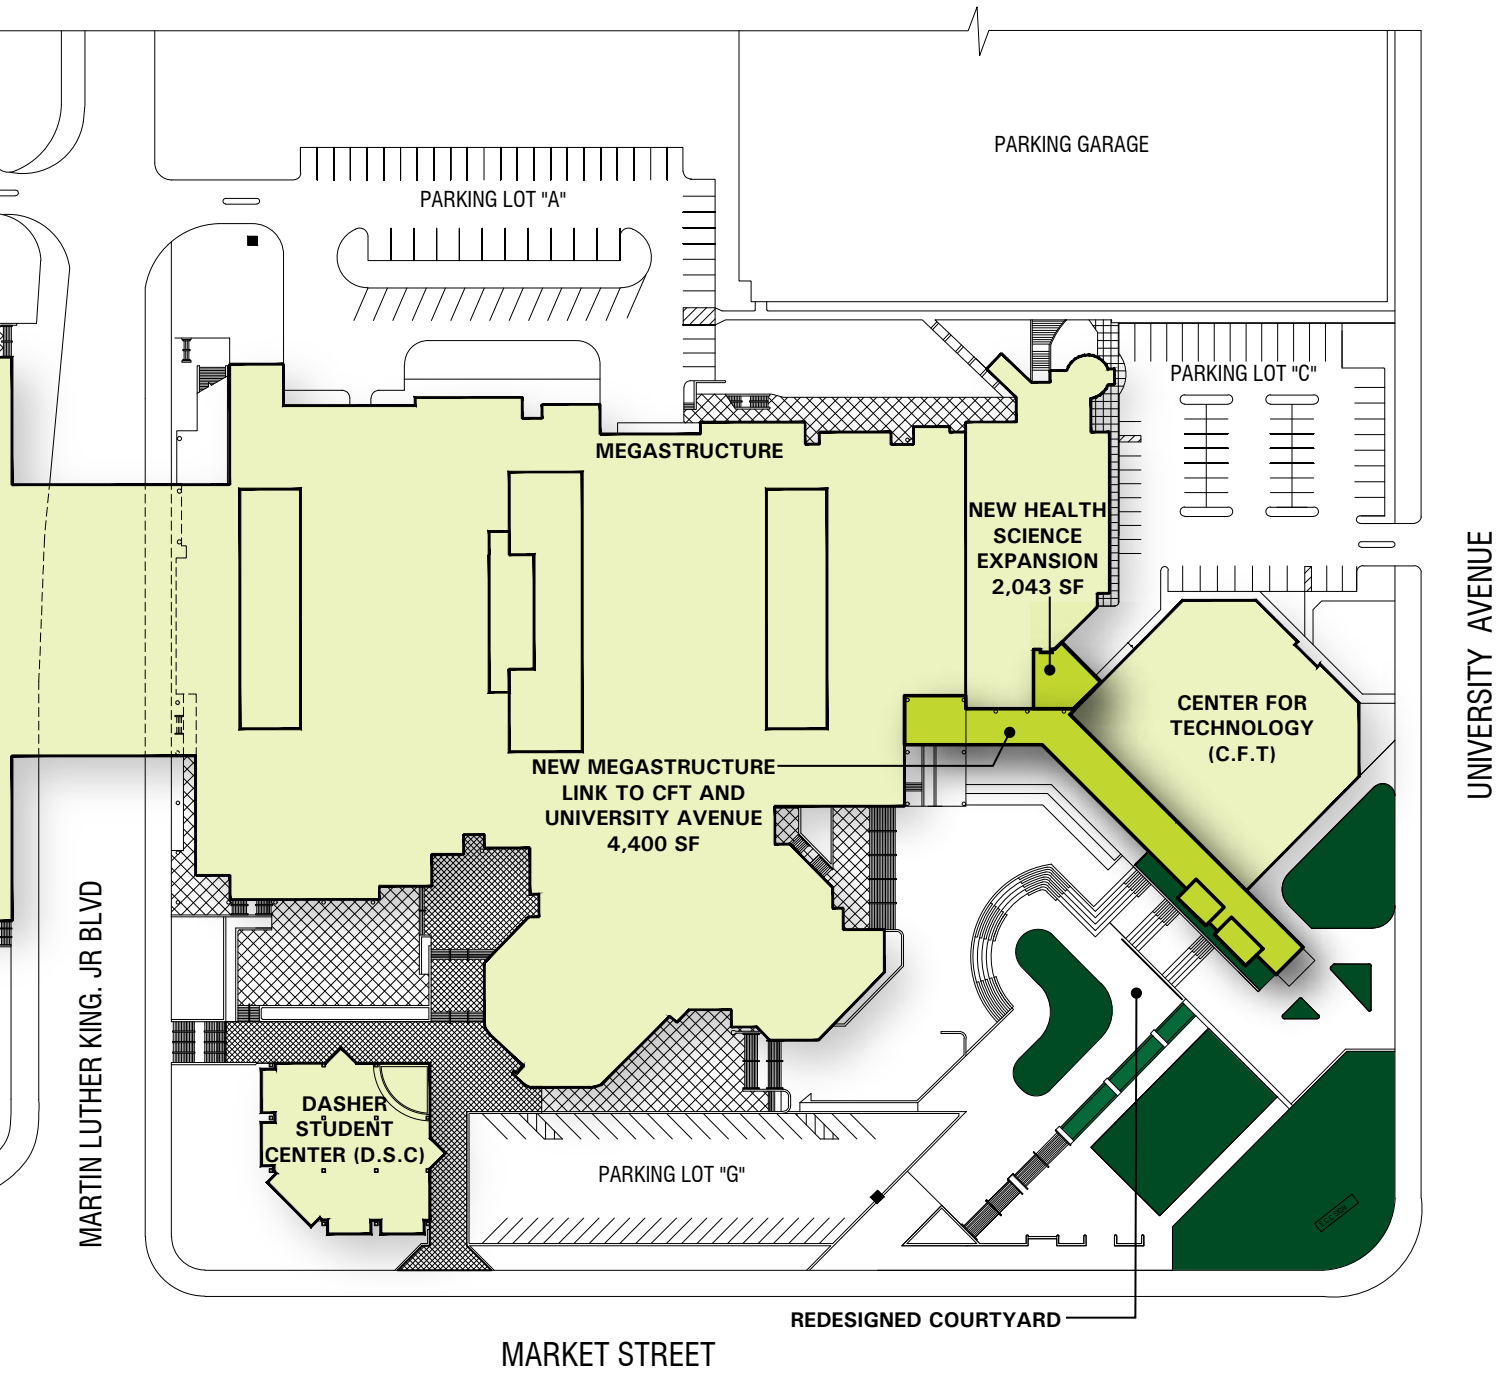 PARKING GARAGE
PARKING LOT "A"
PARKING LOT "C"
MEGASTRUCTURE
NEW HEALTH
SCIENCE
EXPANSION
2,043 SF
UNIVERSITY AVENUE
CENTER FOR
TECHNOLOGY
(C.F.T)
NEW MEGASTRUCTURE
LINK TO CFT AND
UNIVERSITY AVENUE
4,400 SF
MARTIN LUTHER KING. JR BLVD
DASHER
STUDENT
CENTER (D.S.C)
PARKING LOT "G"
E.C.C SIGN
REDESIGNED COURTYARD
MARKET STREET